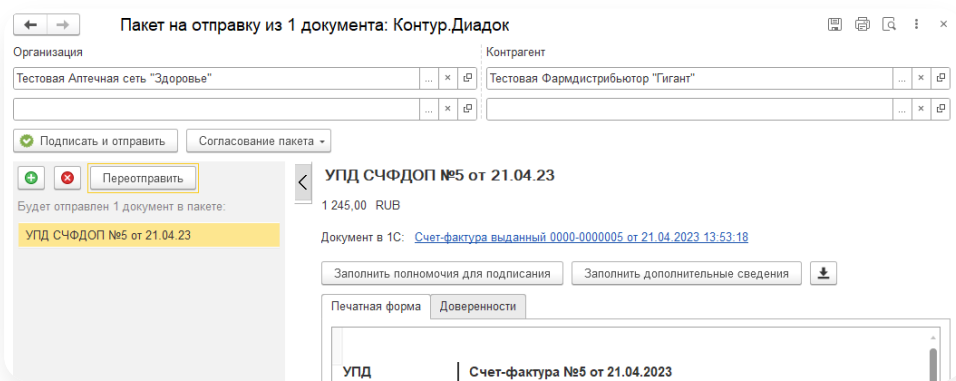 Пакет на отправку из 1 документа: Контур.Диадок
Организация
Контрагент
Тестовая Аптечная сеть "Здоровье"
Тестовая Фармдистрибьютор "Гигант"
Подписать и отправить
Согласование пакета
Переотправить
Будет отправлен 1 документ в пакете:
УПД СЧФДОП №5 от 21.04.23
УПД СЧФДОП №5 от 21.04.23
1 245,00 RUB
Документ в 1С: Счет-фактура выданный 0000-0000005 от 21.04.2023 13:53:18
Заполнить полномочия для подписания
Заполнить дополнительные сведения
Печатная форма
Доверенности
УПД
Счет-фактура №5 от 21.04.2023